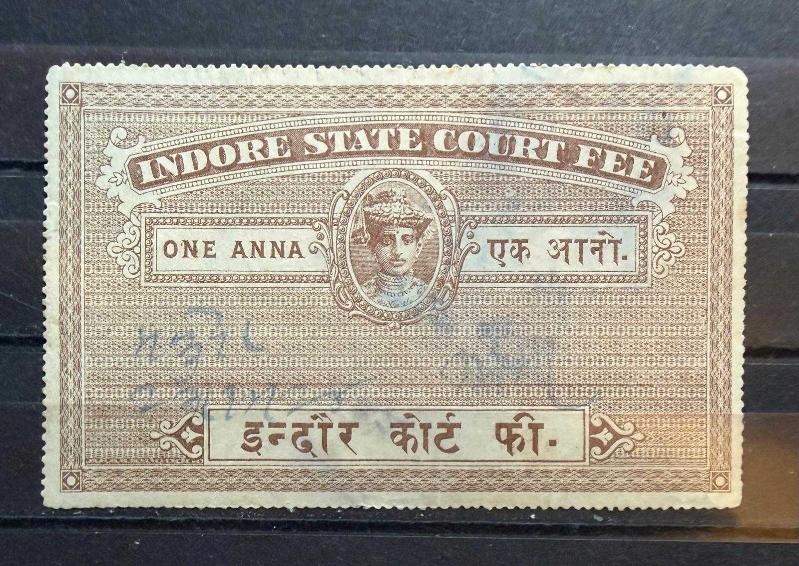 INDORE STATE COURT FEE
ONE ANNA
एक आनो.
इन्दौर कोर्ट फी.